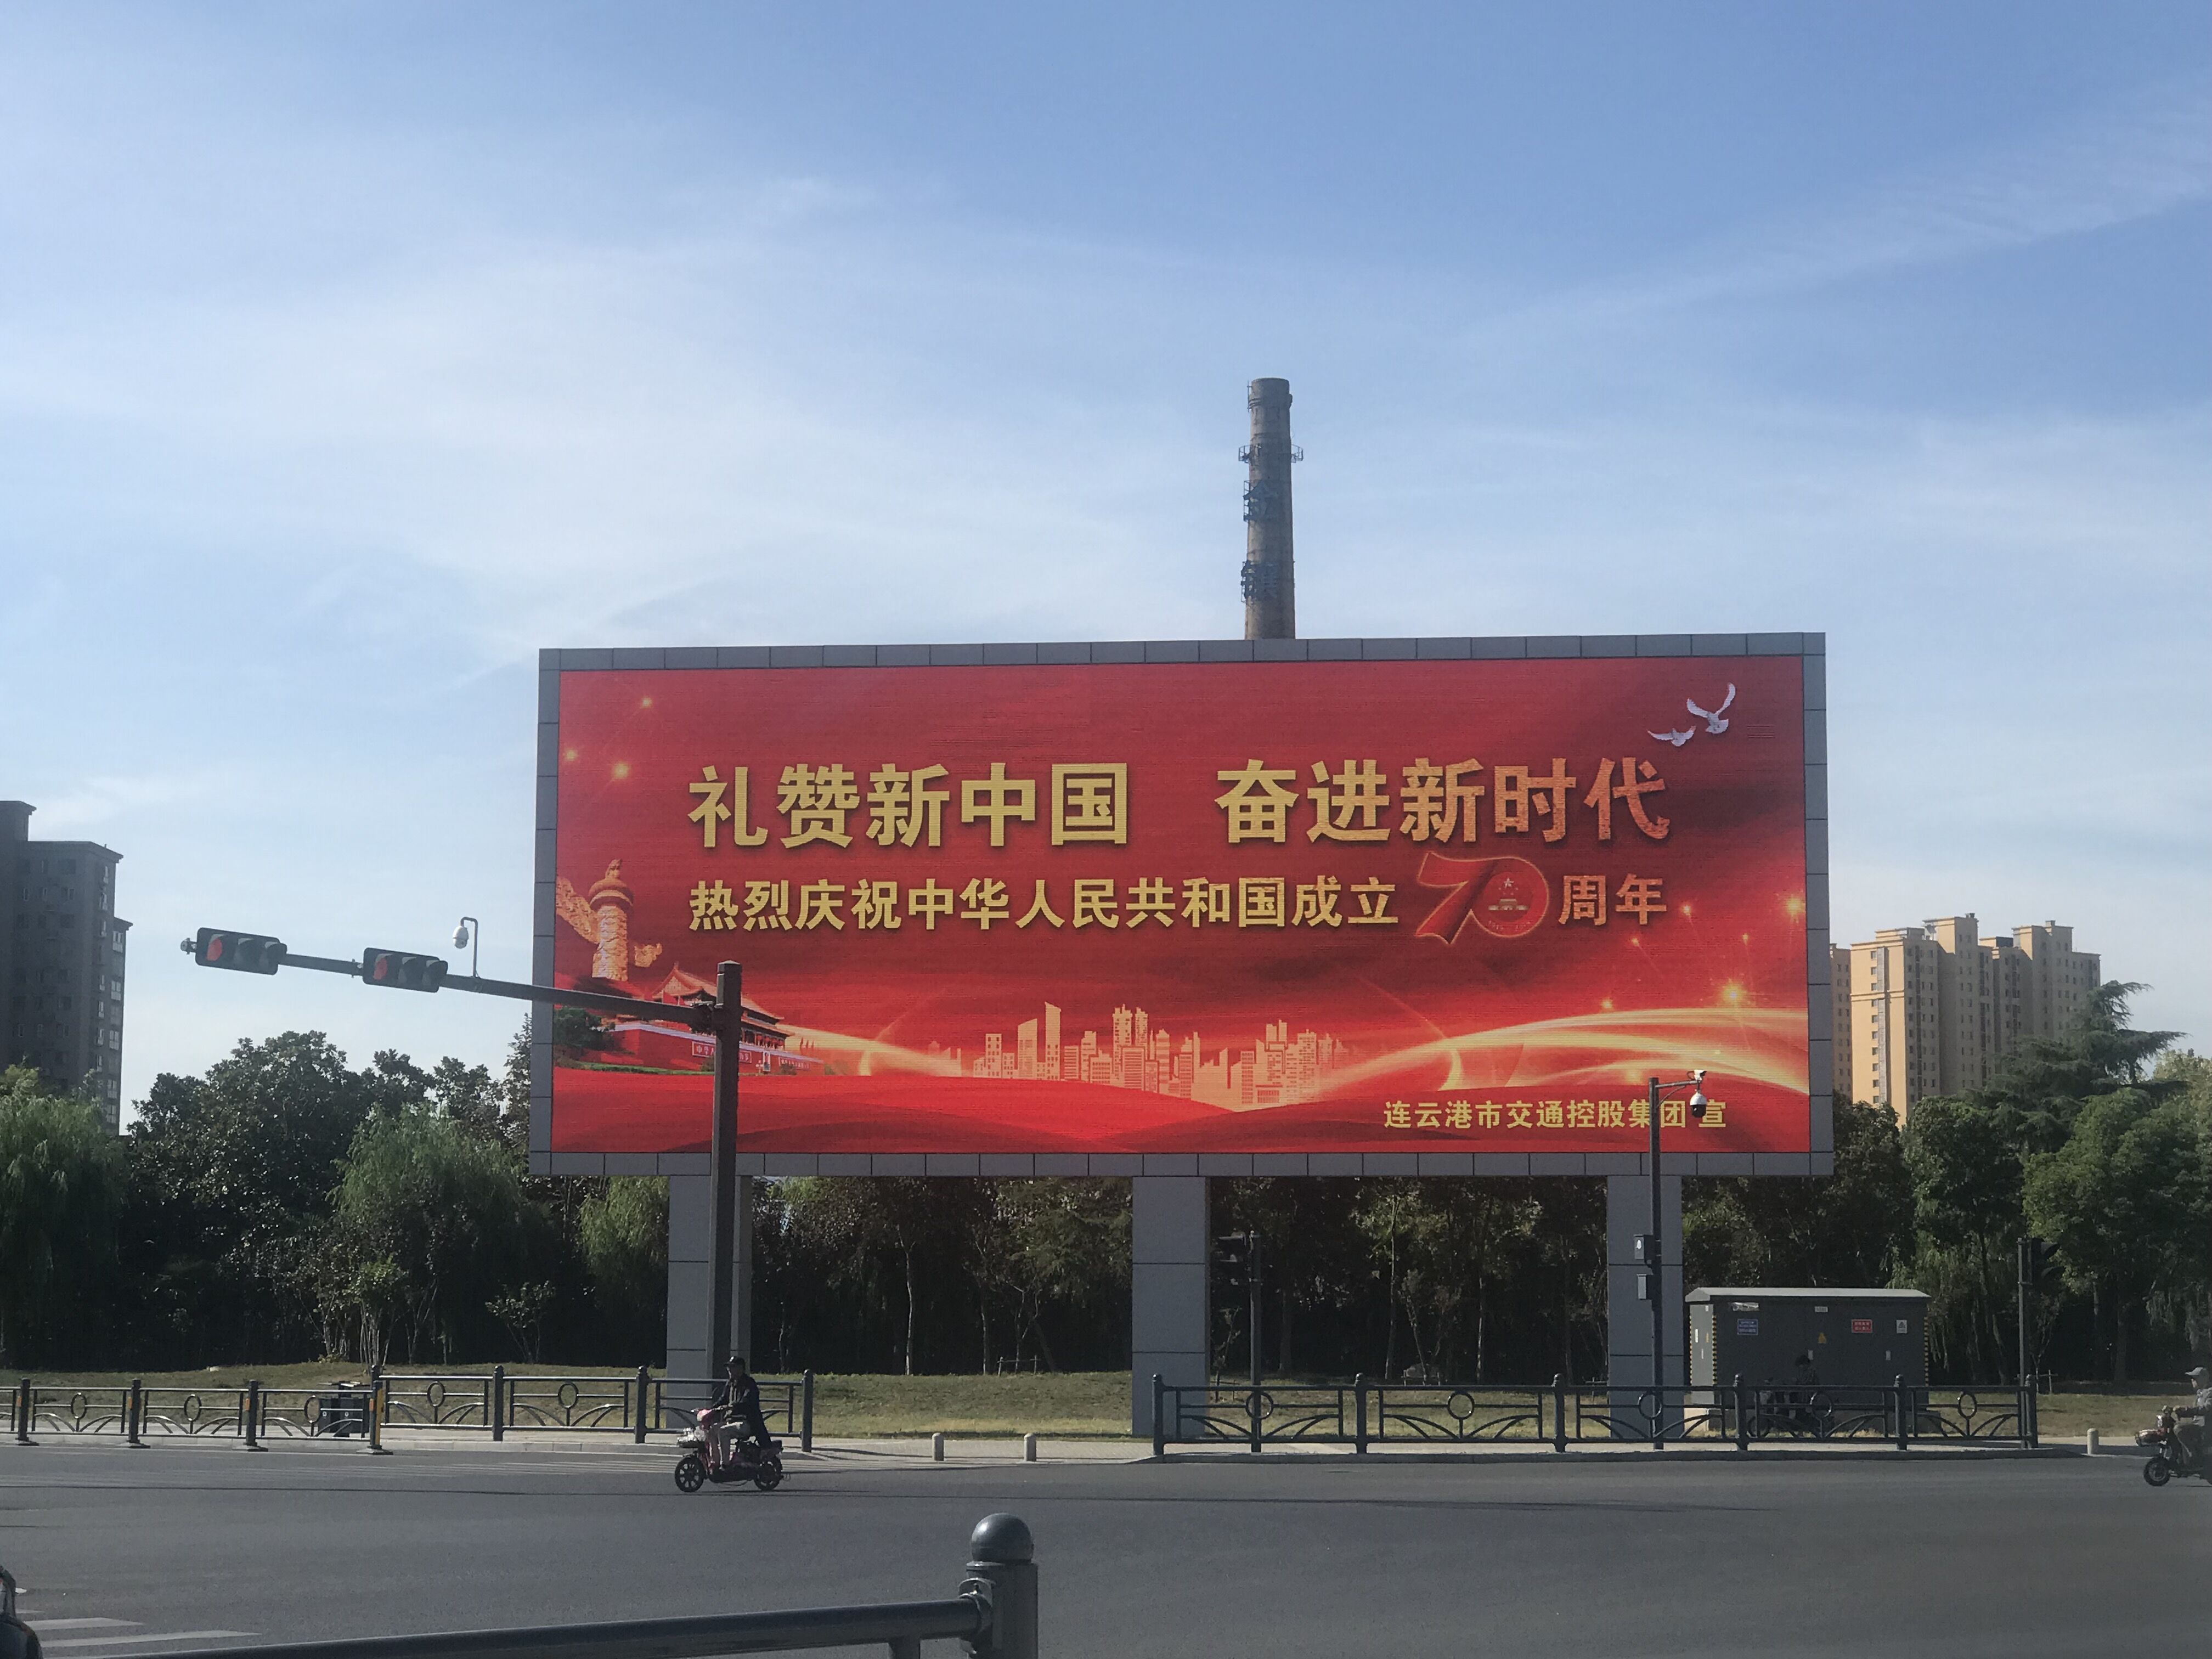 礼赞新中国 奋进新时代
热烈庆祝中华人民共和国成立70周年
连云港市交通控股集团 宣